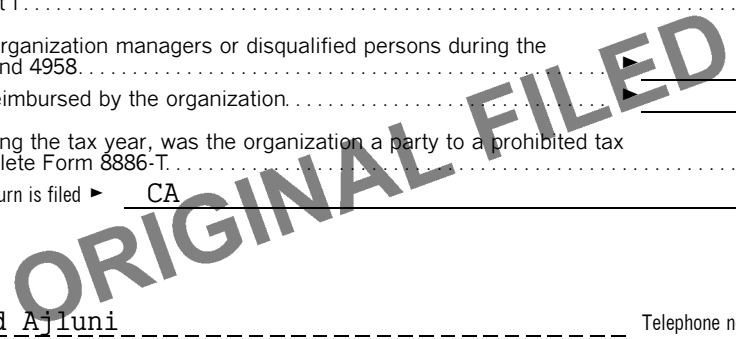 rganization managers or disqualified persons during the
nd 4958. ►
eimbursed by the organization. ►
ng the tax year, was the organization a party to a prohibited tax
lete Form 8886-T.
urn is filed ► CA
ORIGINAL FILED
d Ajluni Telephone n